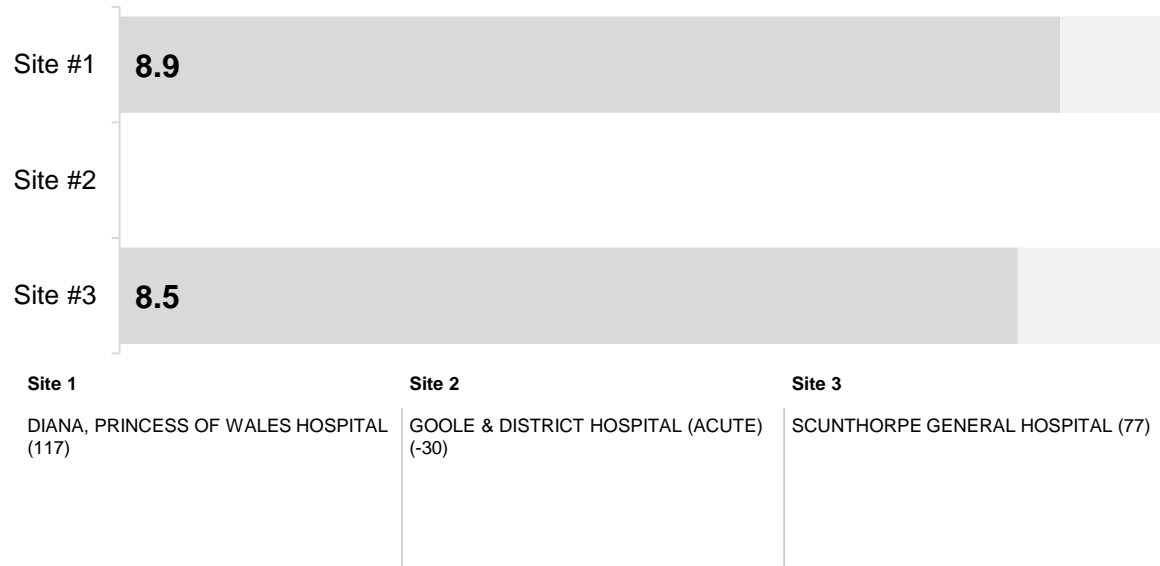 Site #1
8.9
Site #2
Site #3
8.5
Site 1
DIANA, PRINCESS OF WALES HOSPITAL
(117)
Site 2
GOOLE & DISTRICT HOSPITAL (ACUTE)
(-30)
Site 3
SCUNTHORPE GENERAL HOSPITAL (77)